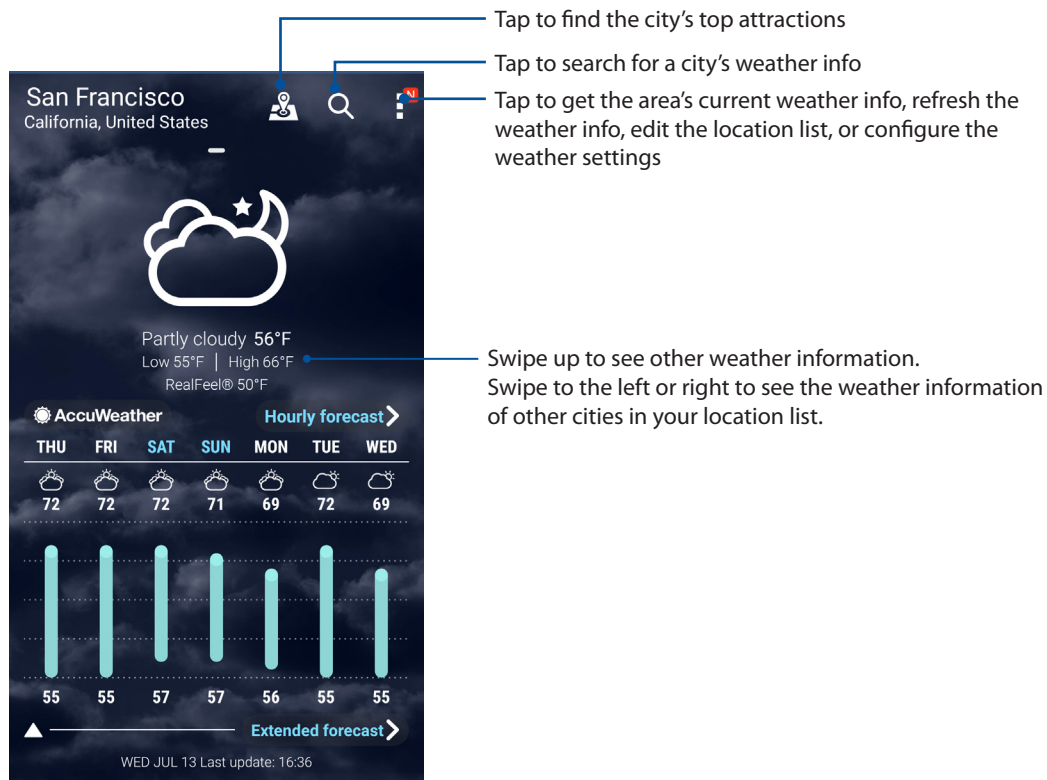 Tap to find the city’s top attractions
Tap to search for a city’s weather info
Tap to get the area’s current weather info, refresh the
weather info, edit the location list, or configure the
weather settings
San Francisco
California, United States
N
Partly cloudy 56°F
Low 55°F | High 66°F
RealFeel® 50°F
Swipe up to see other weather information.
Swipe to the left or right to see the weather information
of other cities in your location list.
AccuWeather Hourly forecast
THU FRI SAT SUN MON TUE WED
72 72 72 71 69 72 69
55 55 57 57 56 55 55
Extended forecast
WED JUL 13 Last update: 16:36